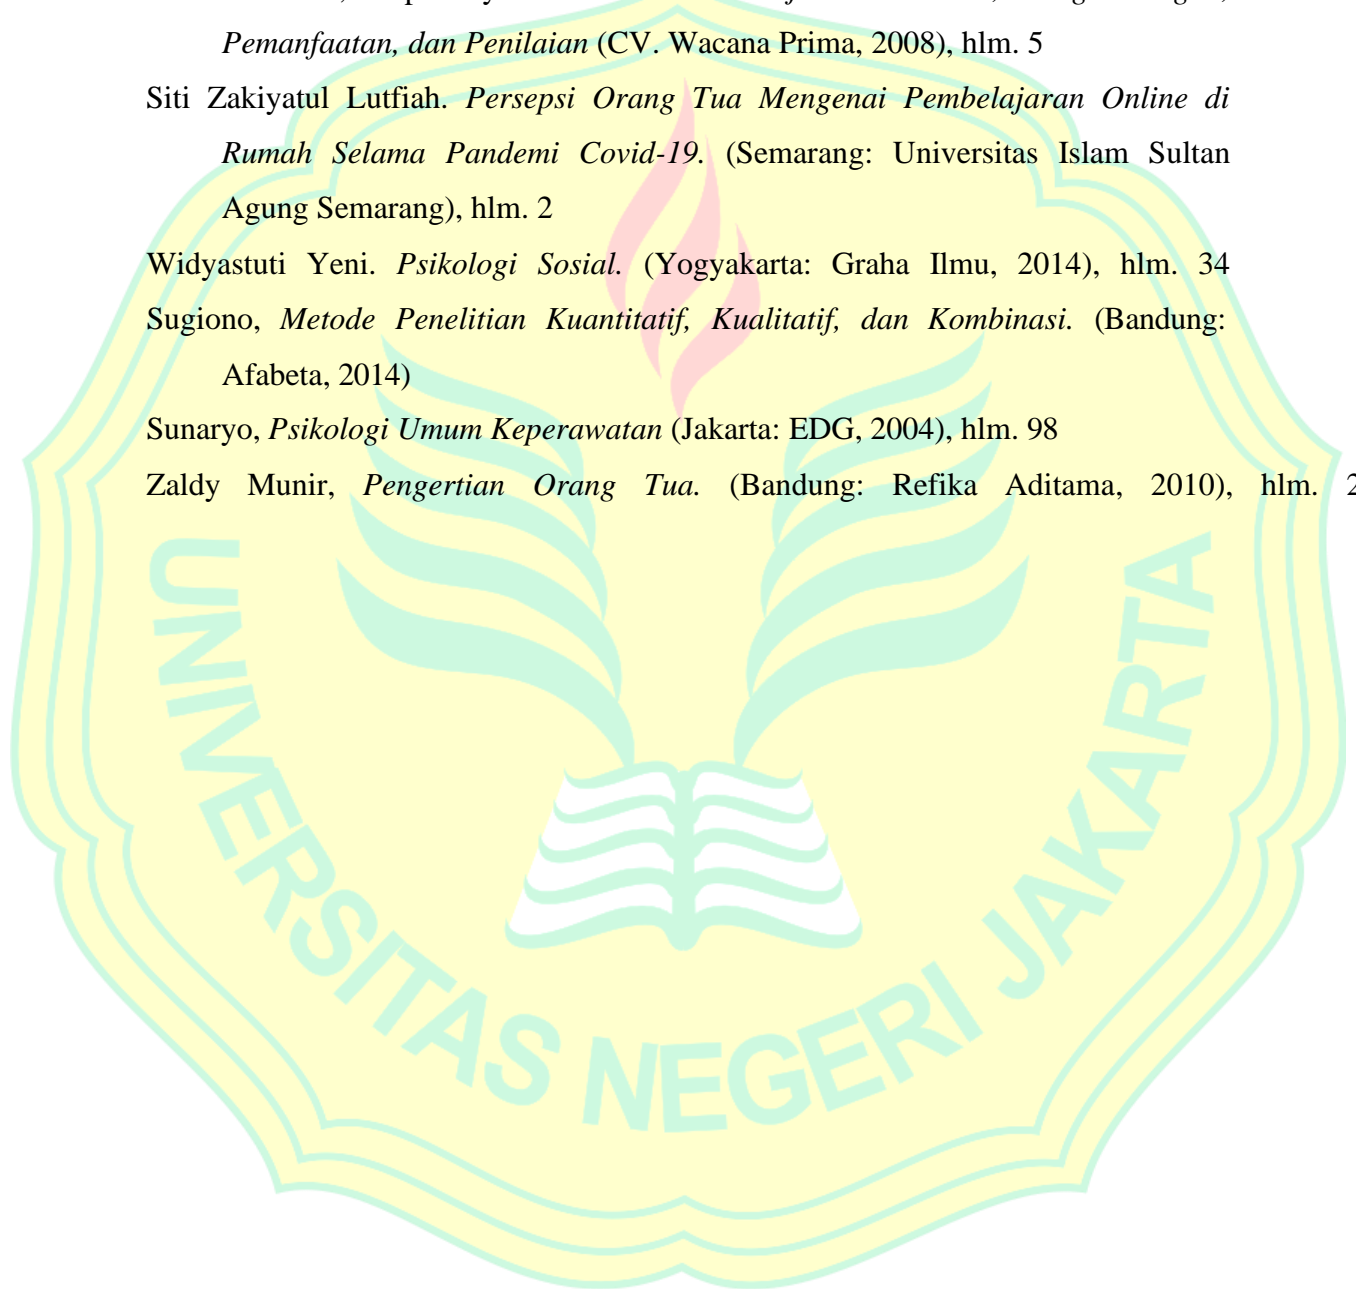 Pemanfaatan, dan Penilaian (CV. Wacana Prima, 2008), hlm. 5
Siti Zakiyatul Lutfiah. Persepsi Orang Tua Mengenai Pembelajaran Online di
Rumah Selama Pandemi Covid-19. (Semarang: Universitas Islam Sultan
Agung Semarang), hlm. 2
Widyastuti Yeni. Psikologi Sosial. (Yogyakarta: Graha Ilmu, 2014), hlm. 34
Sugiono, Metode Penelitian Kuantitatif, Kualitatif, dan Kombinasi. (Bandung:
Afabeta, 2014)
Sunaryo, Psikologi Umum Keperawatan (Jakarta: EDG, 2004), hlm. 98
Zaldy Munir, Pengertian Orang Tua. (Bandung: Refika Aditama, 2010), hlm. 2
UNIVERSITAS NEGERI JAKARTA